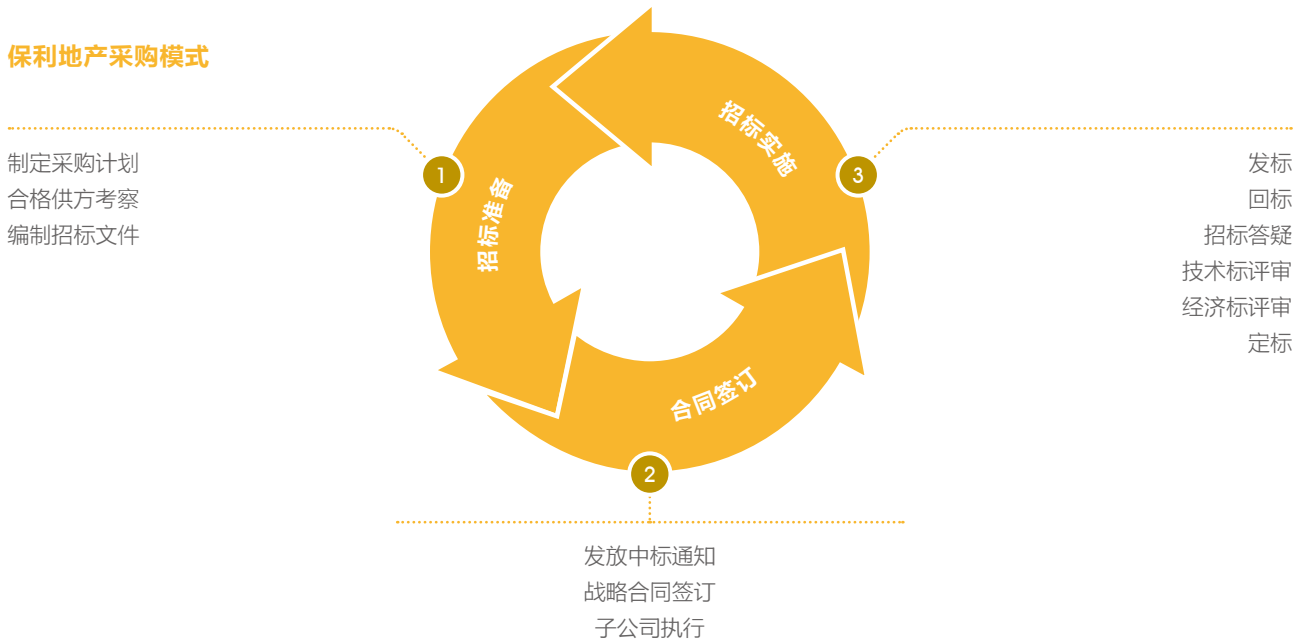 保利地产采购模式
1
招标准备
制定采购计划
合格供方考察
编制招标文件
2
合同签订
发放中标通知
战略合同签订
子公司执行
3
招标实施
发标
回标
招标答疑
技术标评审
经济标评审
定标